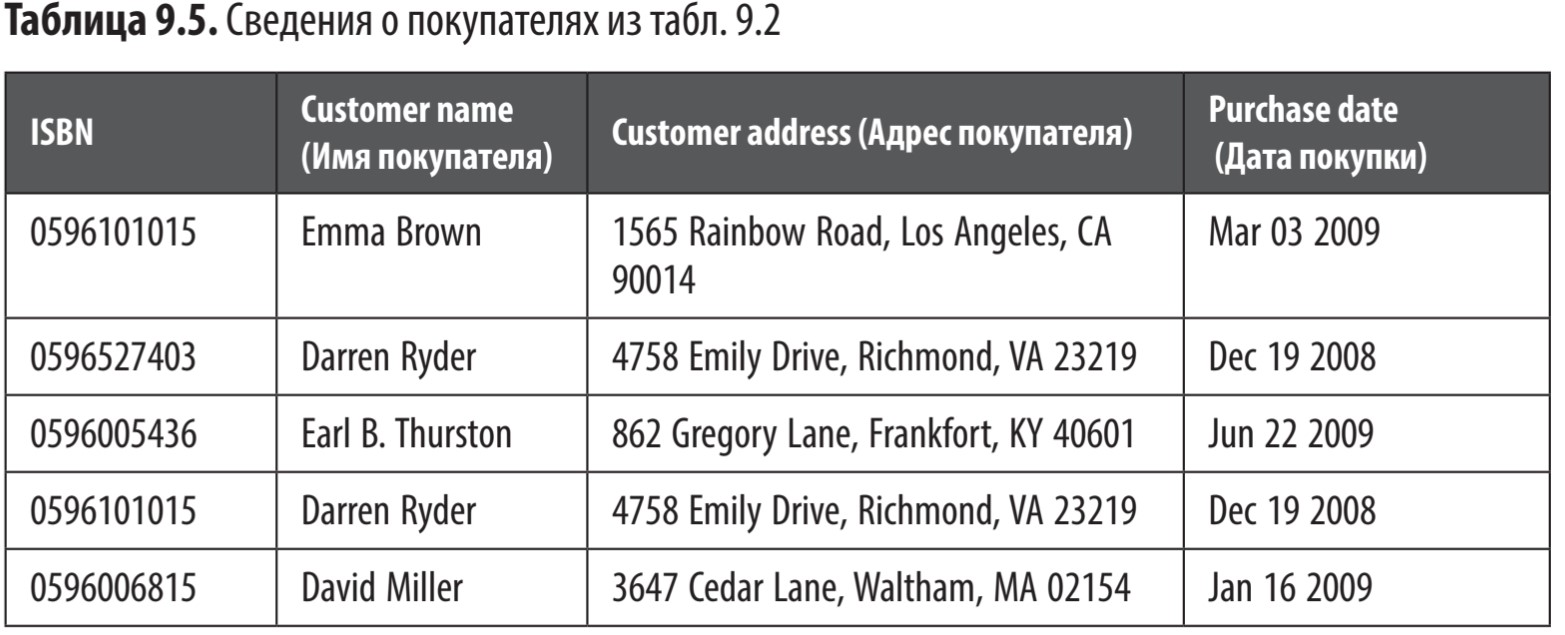 Таблица 9.5. Сведения о покупателях из табл. 9.2
ISBN
Customer name
(Имя покупателя)
Customer address (Адрес покупателя)
Purchase date
(Дата покупки)
0596101015
Emma Brown
1565 Rainbow Road, Los Angeles, CA
90014
Mar 03 2009
0596527403
Darren Ryder
4758 Emily Drive, Richmond, VA 23219
Dec 19 2008
0596005436
Earl B. Thurston
862 Gregory Lane, Frankfort, KY 40601
Jun 22 2009
0596101015
Darren Ryder
4758 Emily Drive, Richmond, VA 23219
Dec 19 2008
0596006815
David Miller
3647 Cedar Lane, Waltham, MA 02154
Jan 16 2009